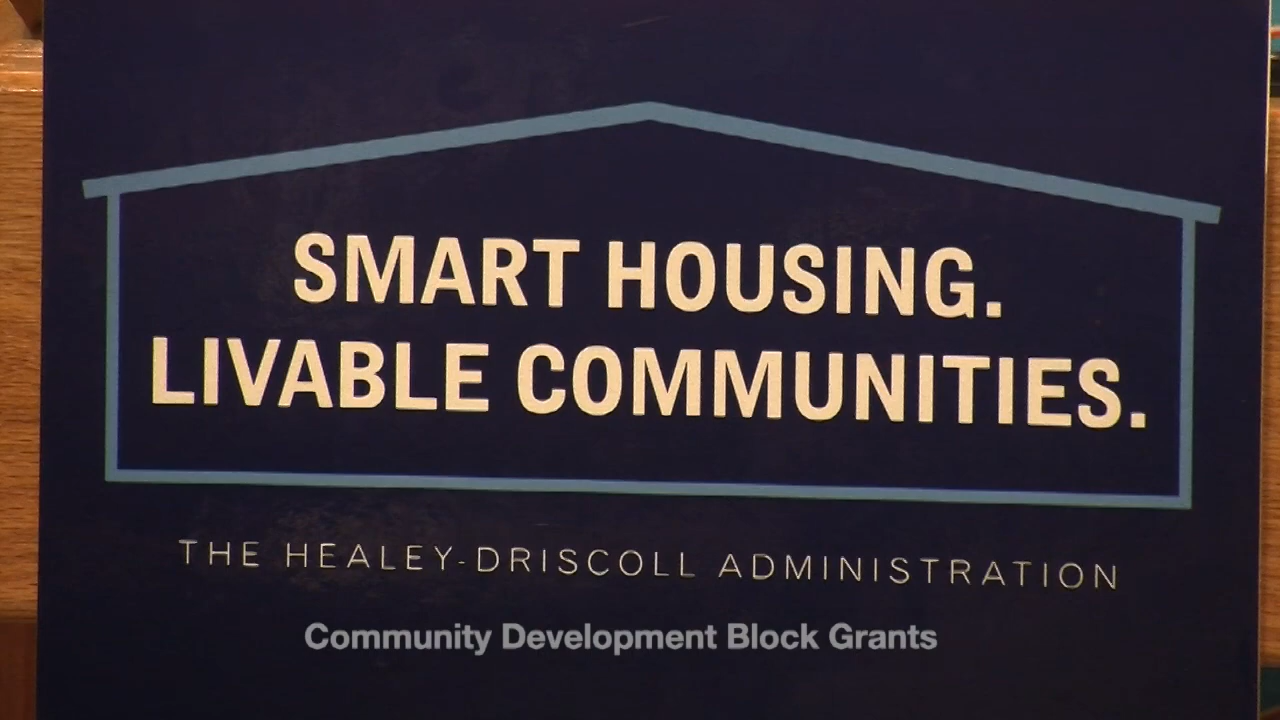 SMART HOUSING.
LIVABLE COMMUNITIES.
THE HEALEY-DRISCOLL ADMINISTRATION
Community Development Block Grants